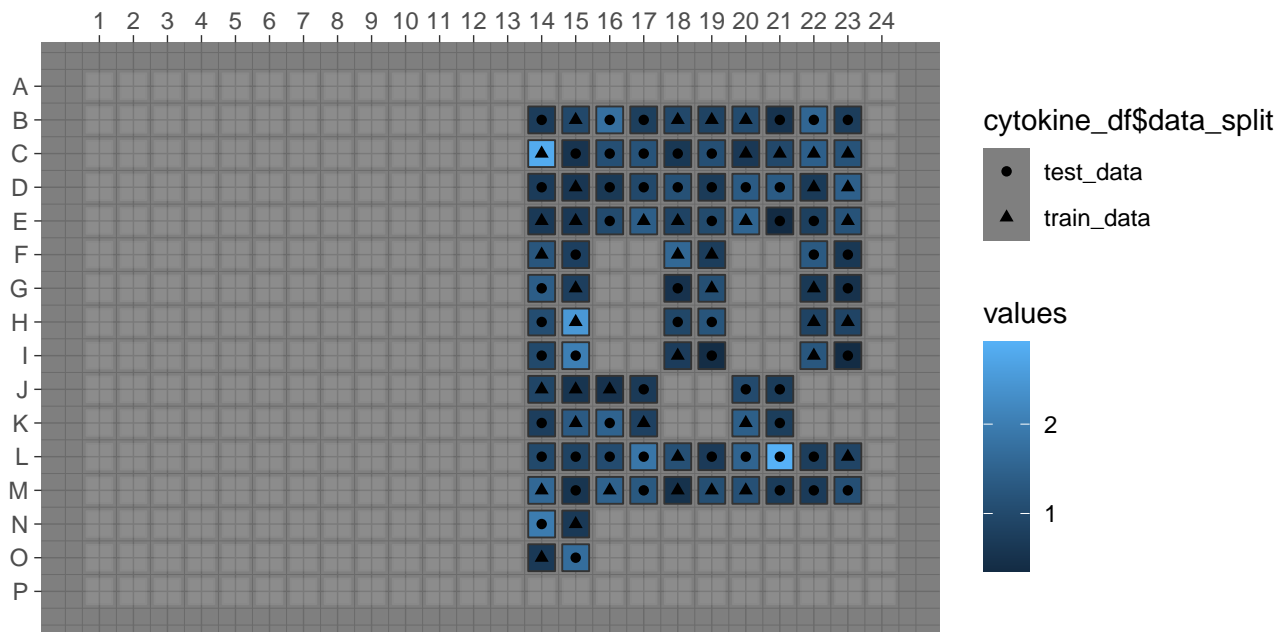 1 2 3 4 5 6 7 8 9 10 11 12 13 14 15 16 17 18 19 20 21 22 23 24
A
B
C
D
E
F
G
H
I
J
K
L
M
N
O
P
cytokine_df$data_split
test_data
train_data
values
2
1